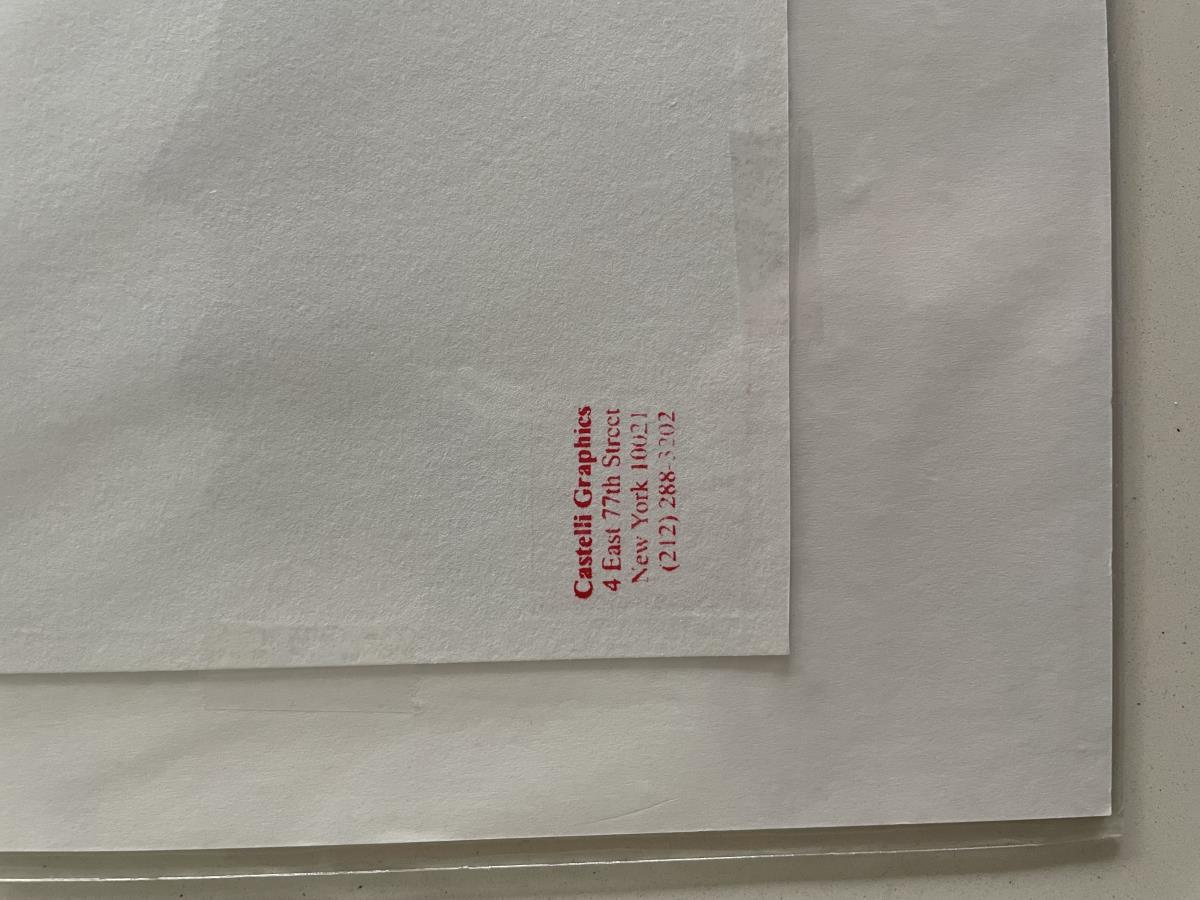 Castelli Graphics
4 East 77th Street
New York 10021
(212) 288-3202